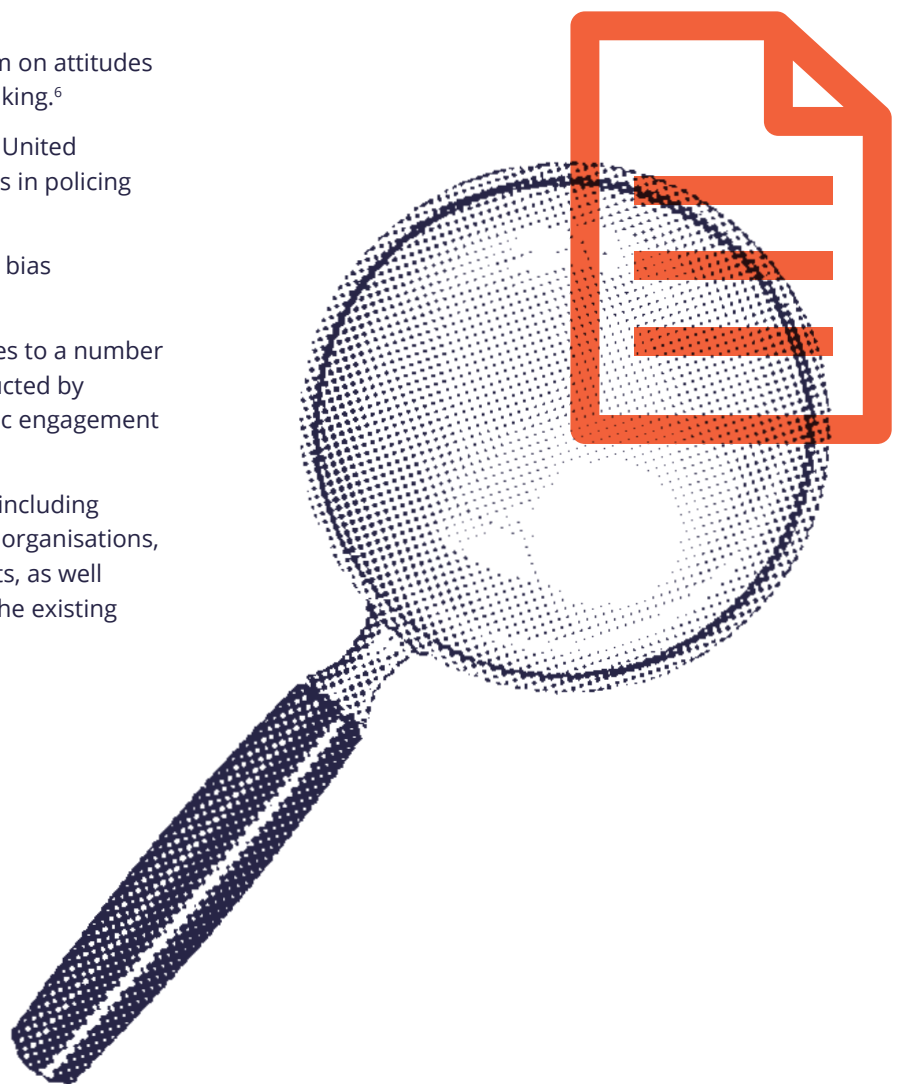 on attitudes
king.⁶
United
s in policing
bias
es to a number
ucted by
c engagement
including
organisations,
ts, as well
he existing